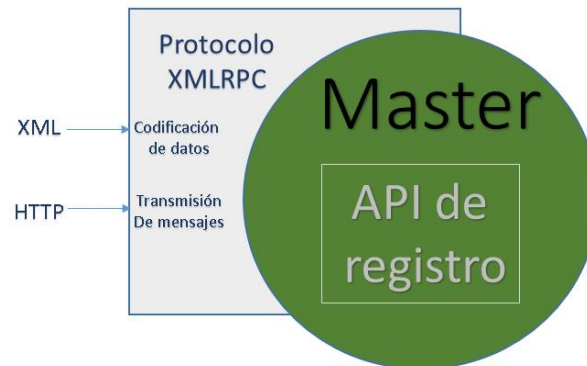 Protocolo
XMLRPC
Master
XML
Codificación
de datos
HTTP
Transmisión
De mensajes
API de
registro